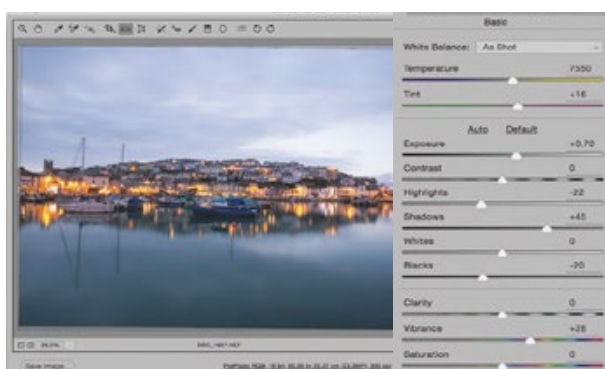 Basic
White Balance: As Shot
Temperature 7550
Tint +16
Auto Default
Exposure +0.70
Contrast 0
Highlights -22
Shadows +45
Whites 0
Blacks -20
Clarity 0
Vibrance +28
Saturation 0
Save Image...